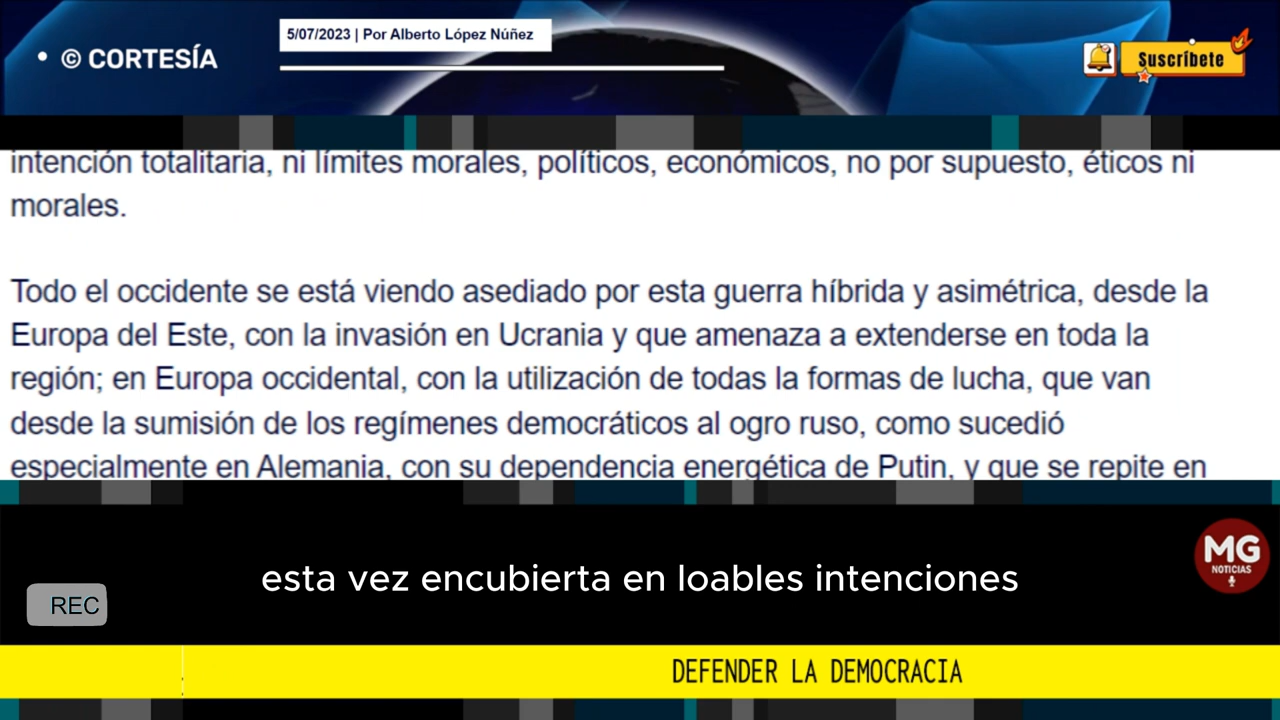 5/07/2023 | Por Alberto López Núñez
• © CORTESÍA
Suscríbete
intención totalitaria, ni límites morales, políticos, económicos, no por supuesto, éticos ni
morales.
Todo el occidente se está viendo asediado por esta guerra híbrida y asimétrica, desde la
Europa del Este, con la invasión en Ucrania y que amenaza a extenderse en toda la
región; en Europa occidental, con la utilización de todas la formas de lucha, que van
desde la sumisión de los regímenes democráticos al ogro ruso, como sucedió
especialmente en Alemania, con su dependencia energética de Putin, y que se repite en
esta vez encubierta en loables intenciones
MG
NOTICIAS
REC
DEFENDER LA DEMOCRACIA